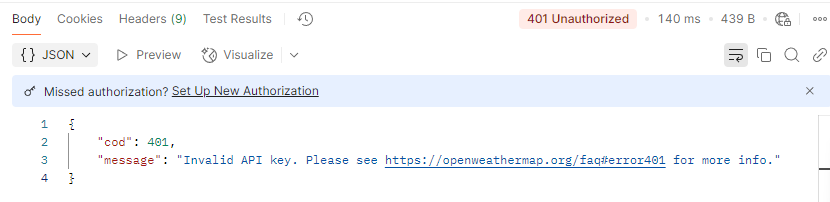 Body Cookies Headers (9) Test Results 401 Unauthorized 140 ms 439 B
{} JSON Preview Visualize
Missed authorization? Set Up New Authorization
1 {
2 "cod": 401,
3 "message": "Invalid API key. Please see https://openweathermap.org/faq#error401 for more info."
4 }